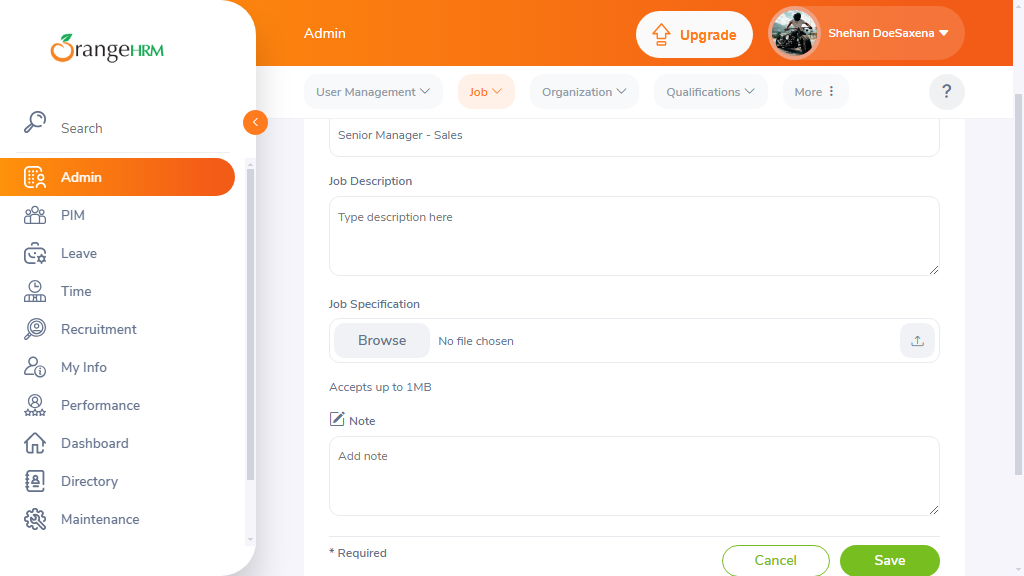 OrangeHRM
Admin
Upgrade
Shehan DoeSaxena
User Management
Job
Organization
Qualifications
More
?
Search
Admin
PIM
Leave
Time
Recruitment
My Info
Performance
Dashboard
Directory
Maintenance
Senior Manager - Sales
Job Description
Type description here
Job Specification
Browse
No file chosen
Accepts up to 1MB
Note
Add note
* Required
Cancel
Save